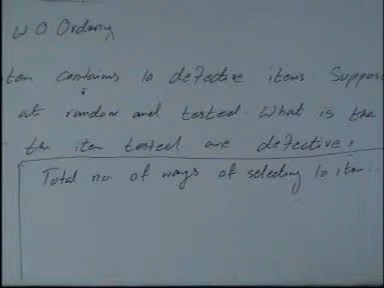 W.O Ordering
item contains 10 defective items. Suppose
at random and tested. What is the
the item tested are defective,
Total no. of ways of selecting 10 item.